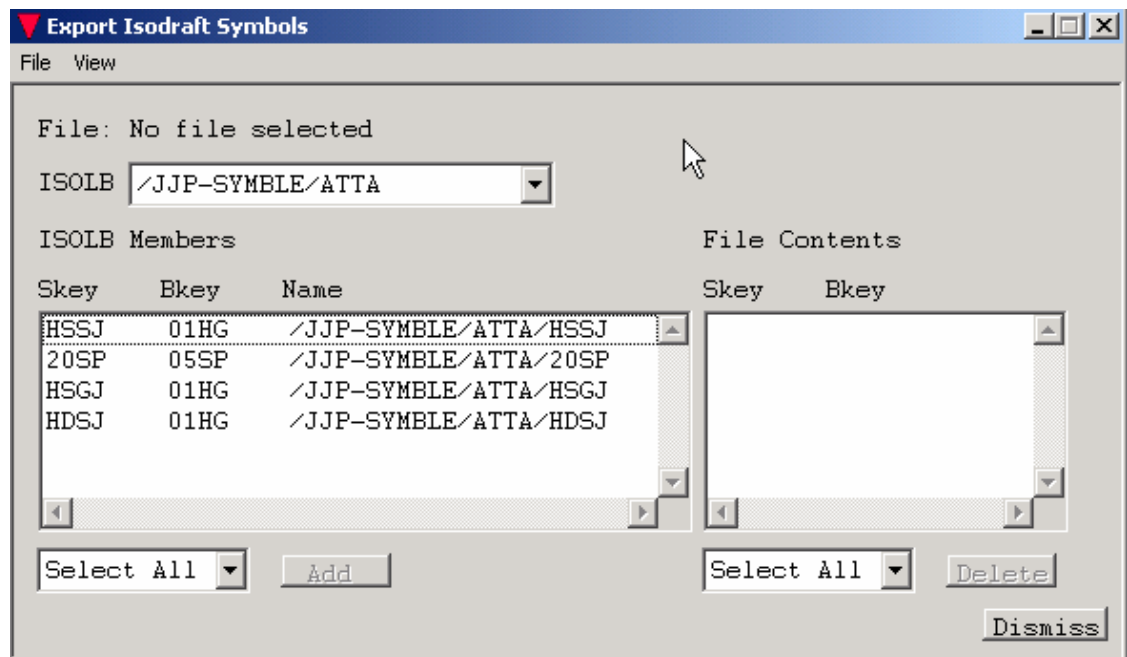 Export Isodraft Symbols
File View
File: No file selected
ISOLB /JJP-SYMBLE/ATTA
ISOLB Members File Contents
Skey Bkey Name Skey Bkey
HSSJ 01HG /JJP-SYMBLE/ATTA/HSSJ
20SP 05SP /JJP-SYMBLE/ATTA/20SP
HSGJ 01HG /JJP-SYMBLE/ATTA/HSGJ
HDSJ 01HG /JJP-SYMBLE/ATTA/HDSJ
Select All Add Select All Delete
Dismiss